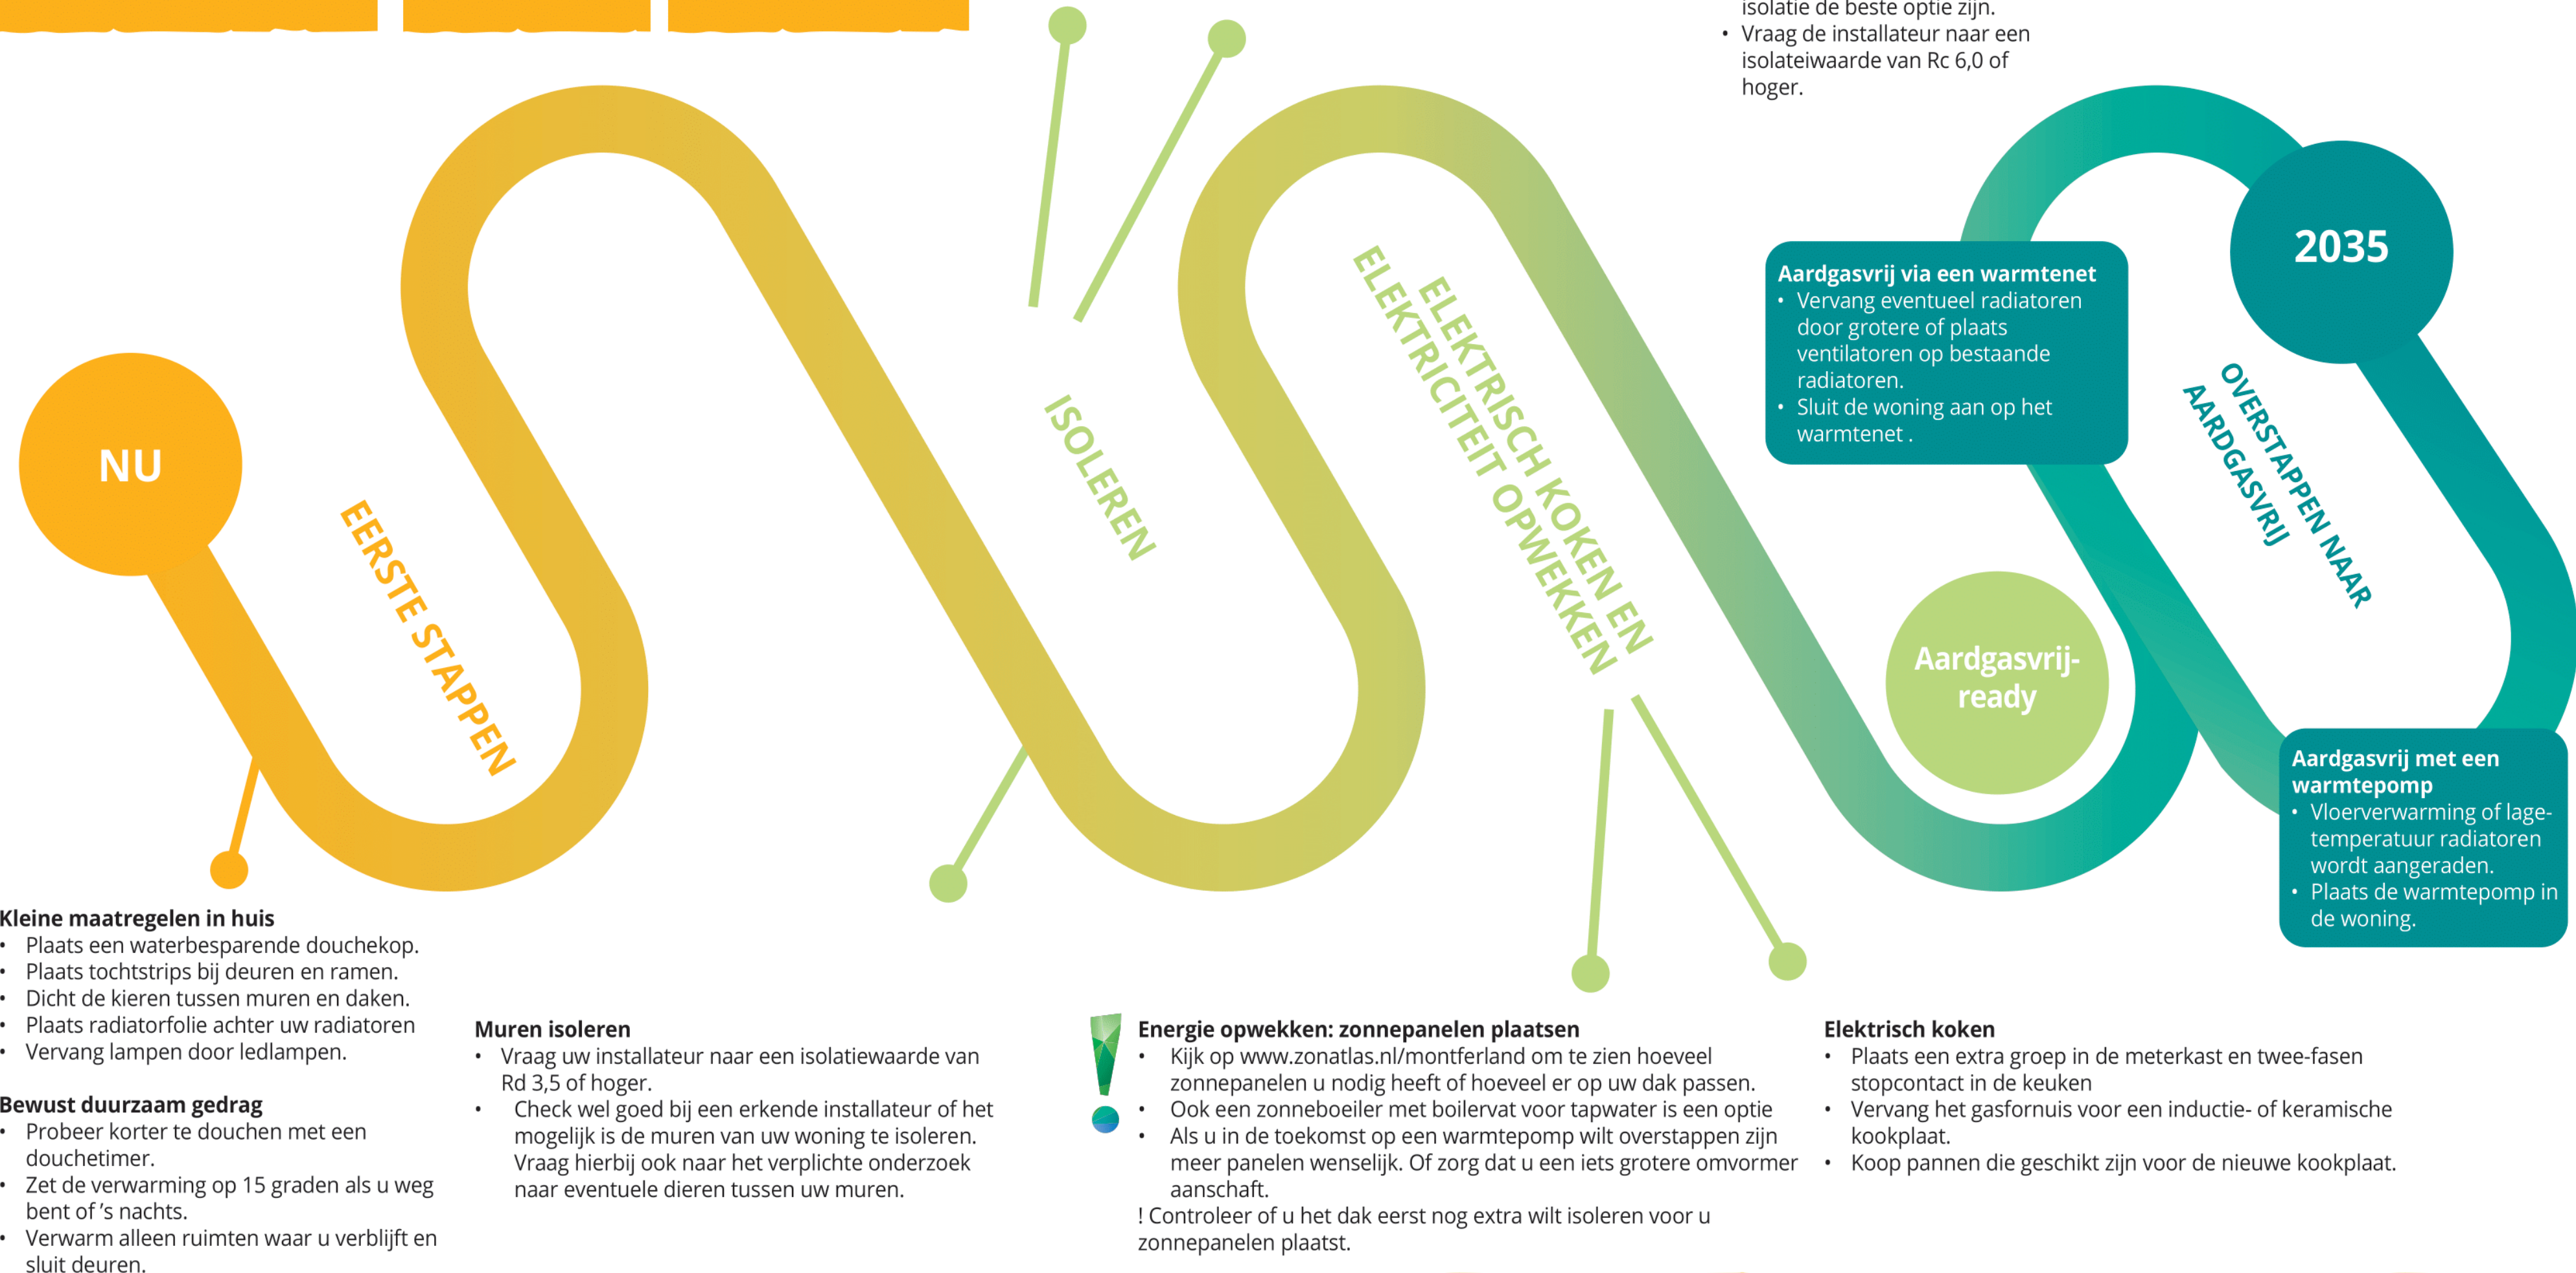 isolatie de beste optie zijn.
• Vraag de installateur naar een
isolateiwaarde van Rc 6,0 of
hoger.
NU
EERSTE STAPPEN
ISOLEREN
ELEKTRISCH KOKEN EN
ELEKTRICITEIT OPWEKKEN
Aardgasvrij via een warmtenet
• Vervang eventueel radiatoren
door grotere of plaats
ventilatoren op bestaande
radiatoren.
• Sluit de woning aan op het
warmtenet .
2035
OVERSTAPPEN NAAR
AARDGASVRIJ
Aardgasvrij-
ready
Aardgasvrij met een
warmtepomp
• Vloerverwarming of lage-
temperatuur radiatoren
wordt aangeraden.
• Plaats de warmtepomp in
de woning.
Kleine maatregelen in huis
• Plaats een waterbesparende douchekop.
• Plaats tochtstrips bij deuren en ramen.
• Dicht de kieren tussen muren en daken.
• Plaats radiatorfolie achter uw radiatoren
• Vervang lampen door ledlampen.
Bewust duurzaam gedrag
• Probeer korter te douchen met een
douchetimer.
• Zet de verwarming op 15 graden als u weg
bent of ’s nachts.
• Verwarm alleen ruimten waar u verblijft en
sluit deuren.
Muren isoleren
• Vraag uw installateur naar een isolatiewaarde van
Rd 3,5 of hoger.
• Check wel goed bij een erkende installateur of het
mogelijk is de muren van uw woning te isoleren.
Vraag hierbij ook naar het verplichte onderzoek
naar eventuele dieren tussen uw muren.
Energie opwekken: zonnepanelen plaatsen
• Kijk op www.zonatlas.nl/montferland om te zien hoeveel
zonnepanelen u nodig heeft of hoeveel er op uw dak passen.
• Ook een zonneboeiler met boilervat voor tapwater is een optie
• Als u in de toekomst op een warmtepomp wilt overstappen zijn
meer panelen wenselijk. Of zorg dat u een iets grotere omvormer
aanschaft.
! Controleer of u het dak eerst nog extra wilt isoleren voor u
zonnepanelen plaatst.
Elektrisch koken
• Plaats een extra groep in de meterkast en twee-fasen
stopcontact in de keuken
• Vervang het gasfornuis voor een inductie- of keramische
kookplaat.
• Koop pannen die geschikt zijn voor de nieuwe kookplaat.